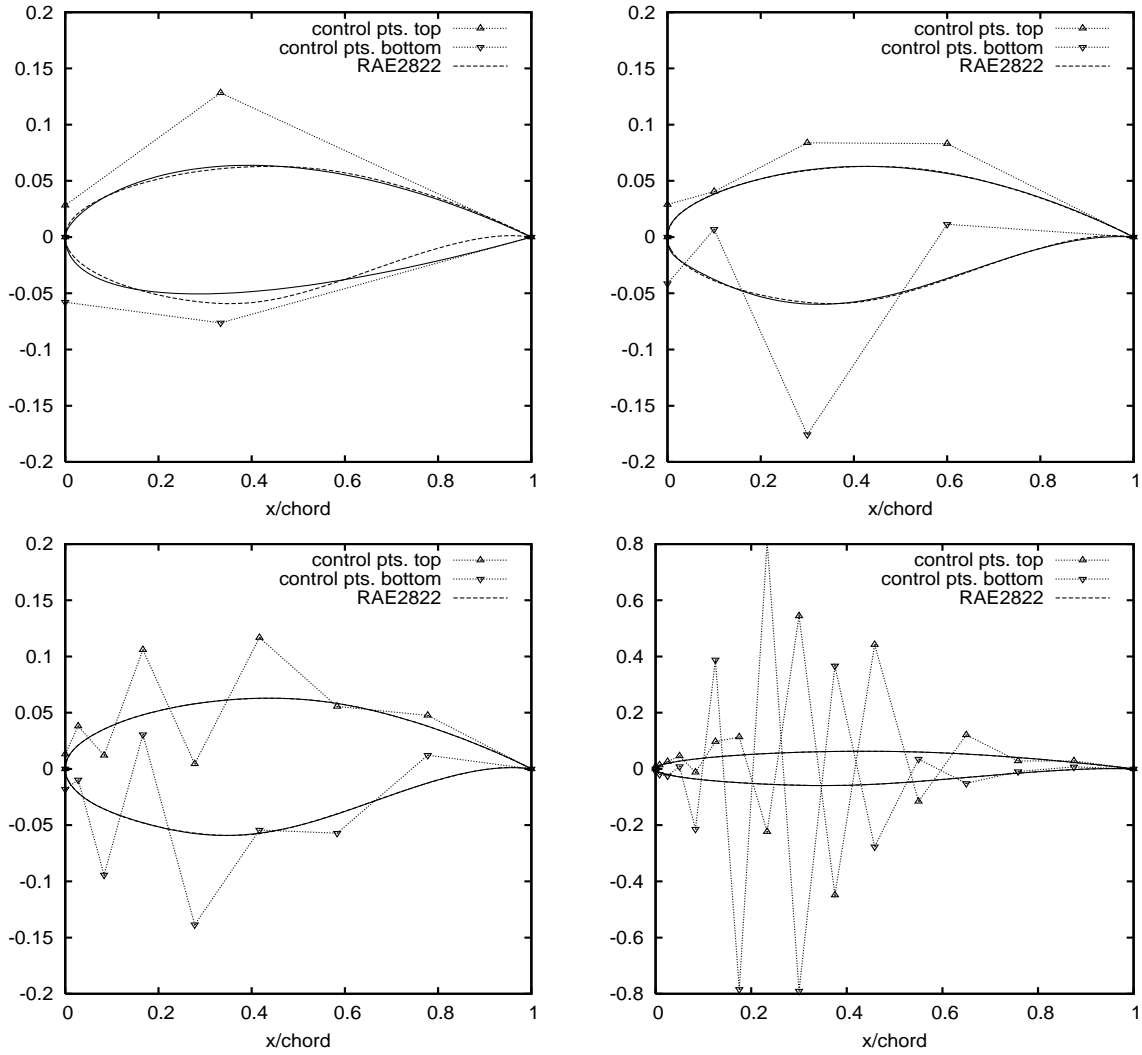 0.2
0.15
0.1
0.05
0
-0.05
-0.1
-0.15
-0.2
0 0.2 0.4 0.6 0.8 1
x/chord
control pts. top
control pts. bottom
RAE2822
0.2
0.15
0.1
0.05
0
-0.05
-0.1
-0.15
-0.2
0 0.2 0.4 0.6 0.8 1
x/chord
control pts. top
control pts. bottom
RAE2822
0.2
0.15
0.1
0.05
0
-0.05
-0.1
-0.15
-0.2
0 0.2 0.4 0.6 0.8 1
x/chord
control pts. top
control pts. bottom
RAE2822
0.8
0.6
0.4
0.2
0
-0.2
-0.4
-0.6
-0.8
0 0.2 0.4 0.6 0.8 1
x/chord
control pts. top
control pts. bottom
RAE2822